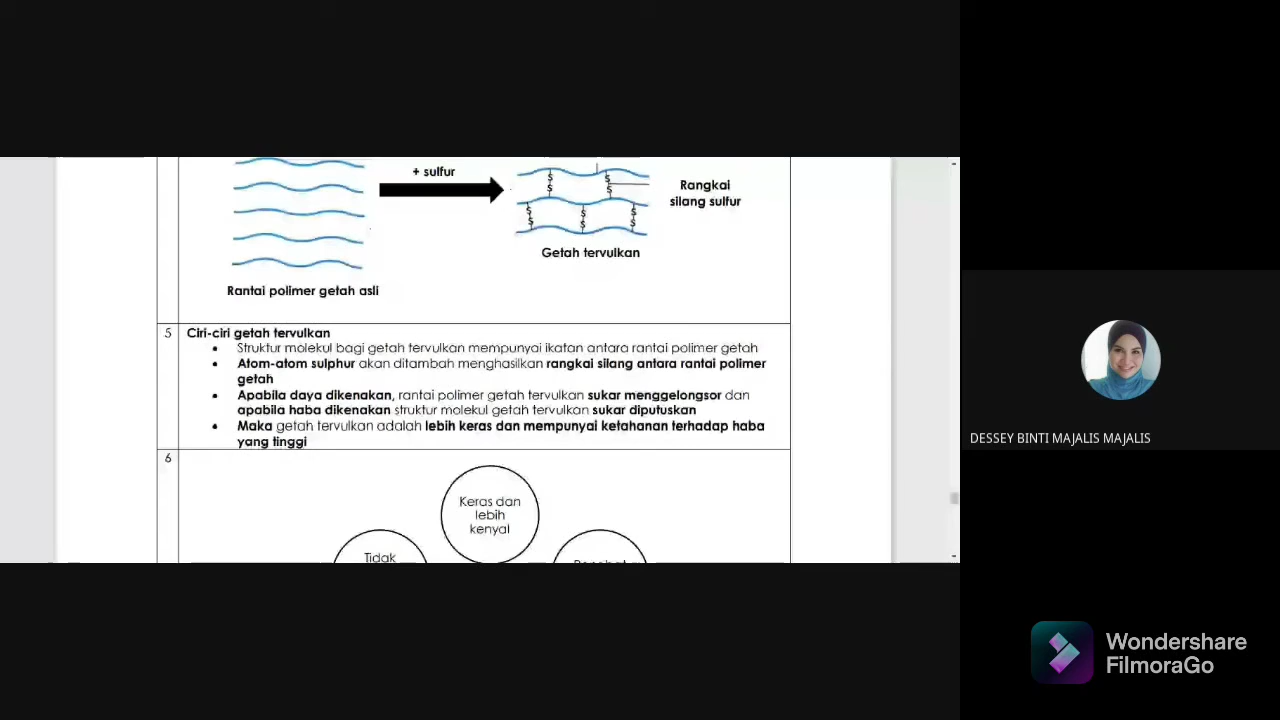 + sulfur
S S
S S
Rangkai
silang sulfur
S S S
S S S
Getah tervulkan
Rantai polimer getah asli
5 Ciri-ciri getah tervulkan
• Struktur molekul bagi getah tervulkan mempunyai ikatan antara rantai polimer getah
• Atom-atom sulphur akan ditambah menghasilkan rangkai silang antara rantai polimer
getah
• Apabila daya dikenakan, rantai polimer getah tervulkan sukar menggelongsor dan
apabila haba dikenakan struktur molekul getah tervulkan sukar diputuskan
• Maka getah tervulkan adalah lebih keras dan mempunyai ketahanan terhadap haba
yang tinggi
6
Keras dan
lebih
kenyal
Tidak
DESSEY BINTI MAJALIS MAJALIS
Wondershare
FilmoraGo